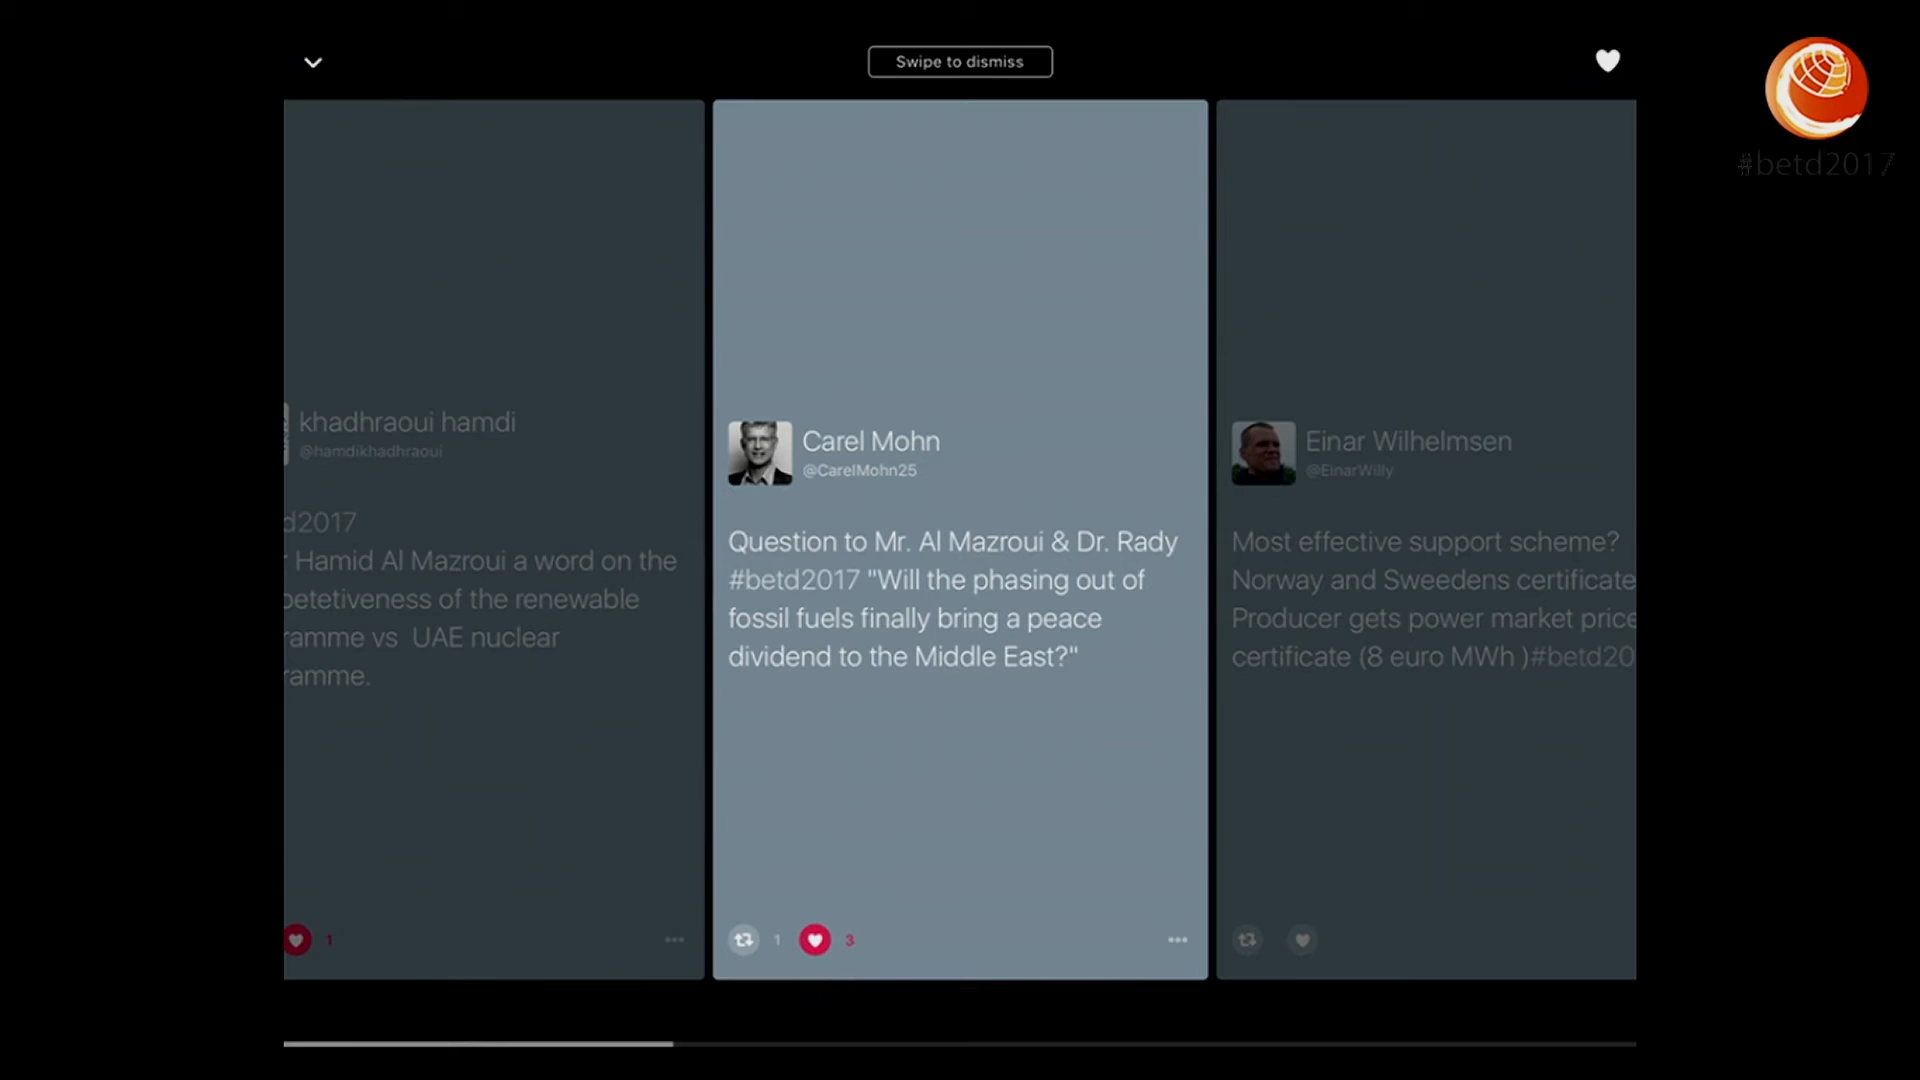 Swipe to dismiss
#betd2017
khadhraoui hamdi
@hamdikhadhraoui
d2017
Hamid Al Mazroui a word on the
petetiveness of the renewable
ramme vs UAE nuclear
ramme.
1
Carel Mohn
@CarelMohn25
Question to Mr. Al Mazroui & Dr. Rady
#betd2017 "Will the phasing out of
fossil fuels finally bring a peace
dividend to the Middle East?"
1 3
Einar Wilhelmsen
@EinarWilly
Most effective support scheme?
Norway and Sweedens certificate
Producer gets power market price
certificate (8 euro MWh )#betd20